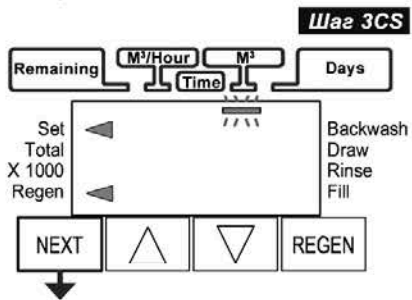 Шаг 3CS
Remaining
M³/Hour
M³
Time
Days
Set
Total
X 1000
Regen
Backwash
Draw
Rinse
Fill
NEXT
REGEN